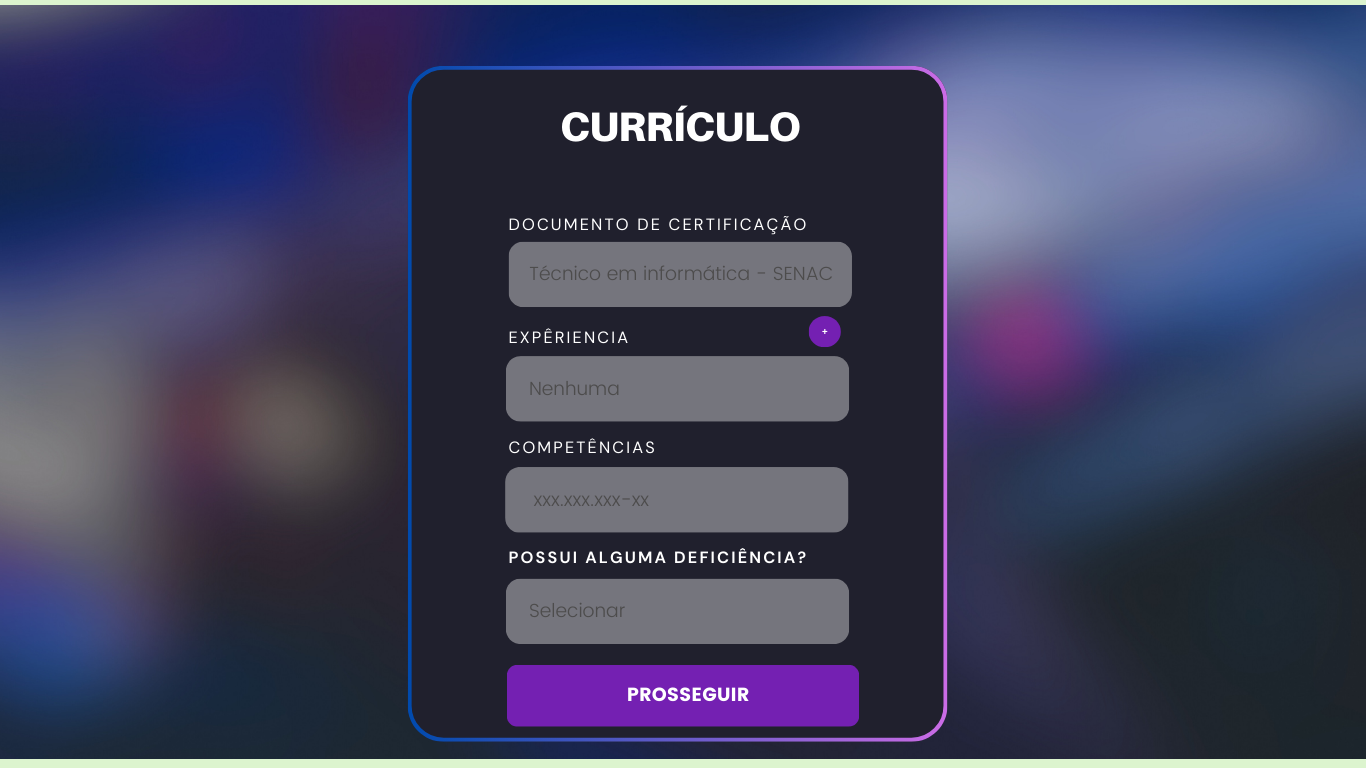 CURRÍCULO
DOCUMENTO DE CERTIFICAÇÃO
Técnico em informática - SENAC
EXPÊRIENCIA
+
Nenhuma
COMPETÊNCIAS
xxx.xxx.xxx-xx
POSSUI ALGUMA DEFICIÊNCIA?
Selecionar
PROSSEGUIR